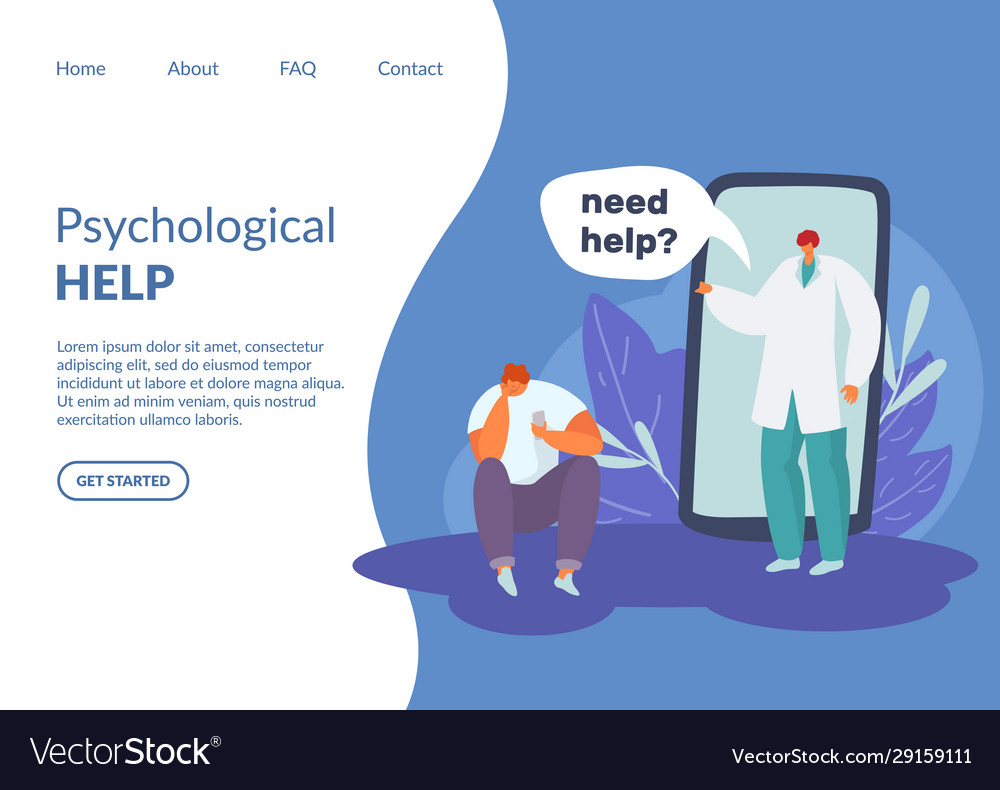 Home About FAQ Contact
Psychological
HELP
Lorem ipsum dolor sit amet, consectetur
adipiscing elit, sed do eiusmod tempor
incididunt ut labore et dolore magna aliqua.
Ut enim ad minim veniam, quis nostrud
exercitation ullamco laboris.
GET STARTED
need
help?
VectorStock®
VectorStock.com/29159111